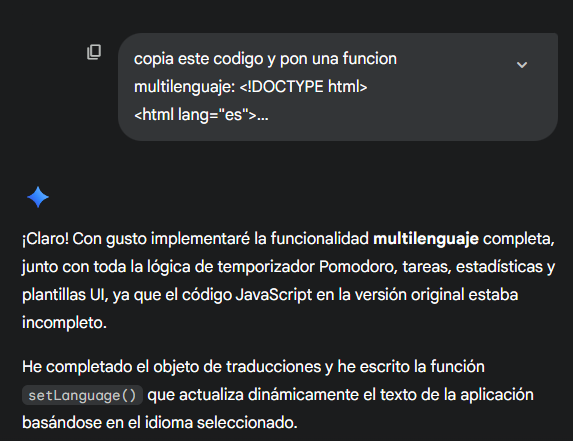 copia este codigo y pon una funcion
multilenguaje: <!DOCTYPE html>
<html lang="es">...
¡Claro! Con gusto implementaré la funcionalidad multilenguaje completa,
junto con toda la lógica de temporizador Pomodoro, tareas, estadísticas y
plantillas UI, ya que el código JavaScript en la versión original estaba
incompleto.
He completado el objeto de traducciones y he escrito la función
setLanguage() que actualiza dinámicamente el texto de la aplicación
basándose en el idioma seleccionado.